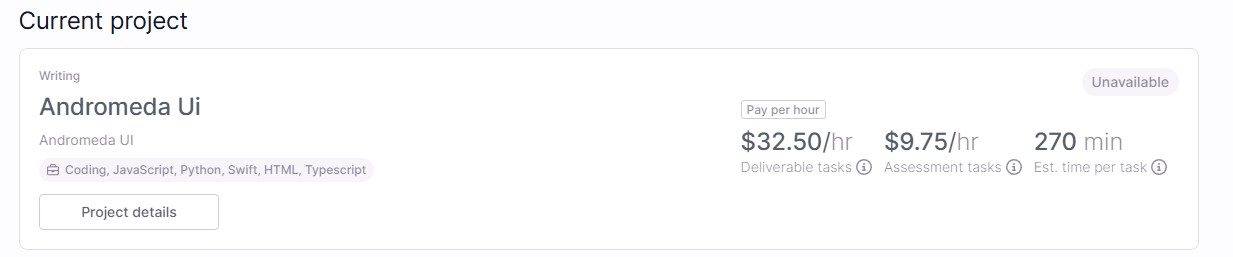 Current project
Writing
Unavailable
Andromeda Ui
Pay per hour
Andromeda UI
$32.50/hr $9.75/hr 270 min
Deliverable tasks Assessment tasks Est. time per task
Coding, JavaScript, Python, Swift, HTML, Typescript
Project details